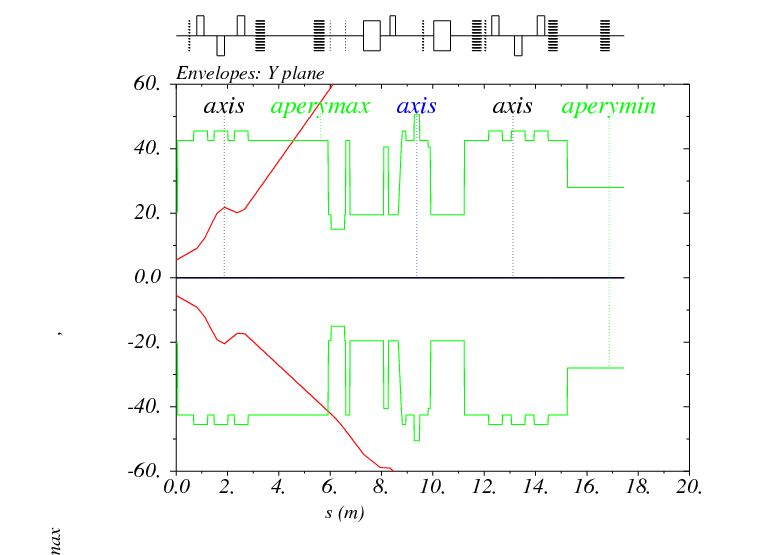 Envelopes: Y plane
axis aperymax axis axis aperymin
60.
40.
20.
0.0
-20.
-40.
-60.
0.0 2. 4. 6. 8. 10. 12. 14. 16. 18. 20.
s (m)
,
max